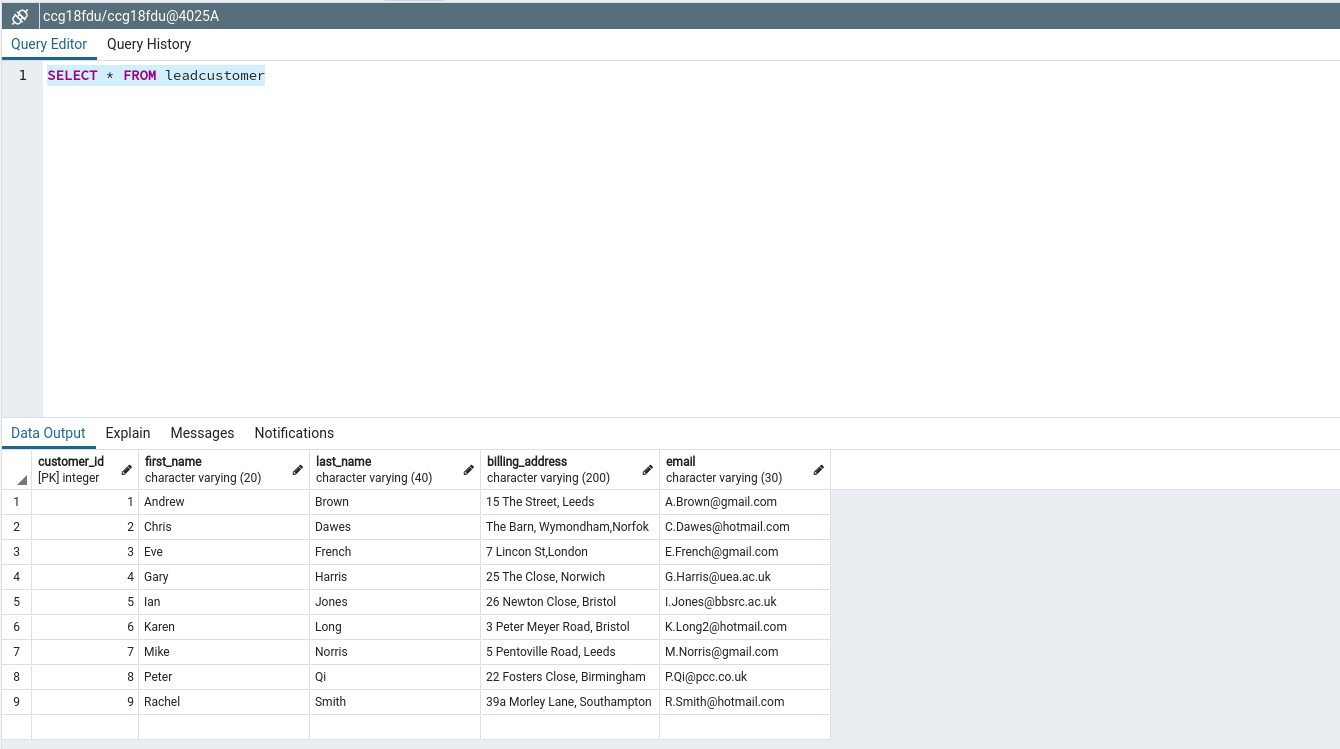 ccg18fdu/ccg18fdu@4025A
Query Editor Query History
1 SELECT * FROM leadcustomer
Data Output Explain Messages Notifications
customer_id first_name last_name billing_address email
[PK] integer character varying (20) character varying (40) character varying (200) character varying (30)
1 1 Andrew Brown 15 The Street, Leeds A.Brown@gmail.com
2 2 Chris Dawes The Barn, Wymondham,Norfok C.Dawes@hotmail.com
3 3 Eve French 7 Lincon St,London E.French@gmail.com
4 4 Gary Harris 25 The Close, Norwich G.Harris@uea.ac.uk
5 5 Ian Jones 26 Newton Close, Bristol I.Jones@bbsrc.ac.uk
6 6 Karen Long 3 Peter Meyer Road, Bristol K.Long2@hotmail.com
7 7 Mike Norris 5 Pentoville Road, Leeds M.Norris@gmail.com
8 8 Peter Qi 22 Fosters Close, Birmingham P.Qi@pcc.co.uk
9 9 Rachel Smith 39a Morley Lane, Southampton R.Smith@hotmail.com